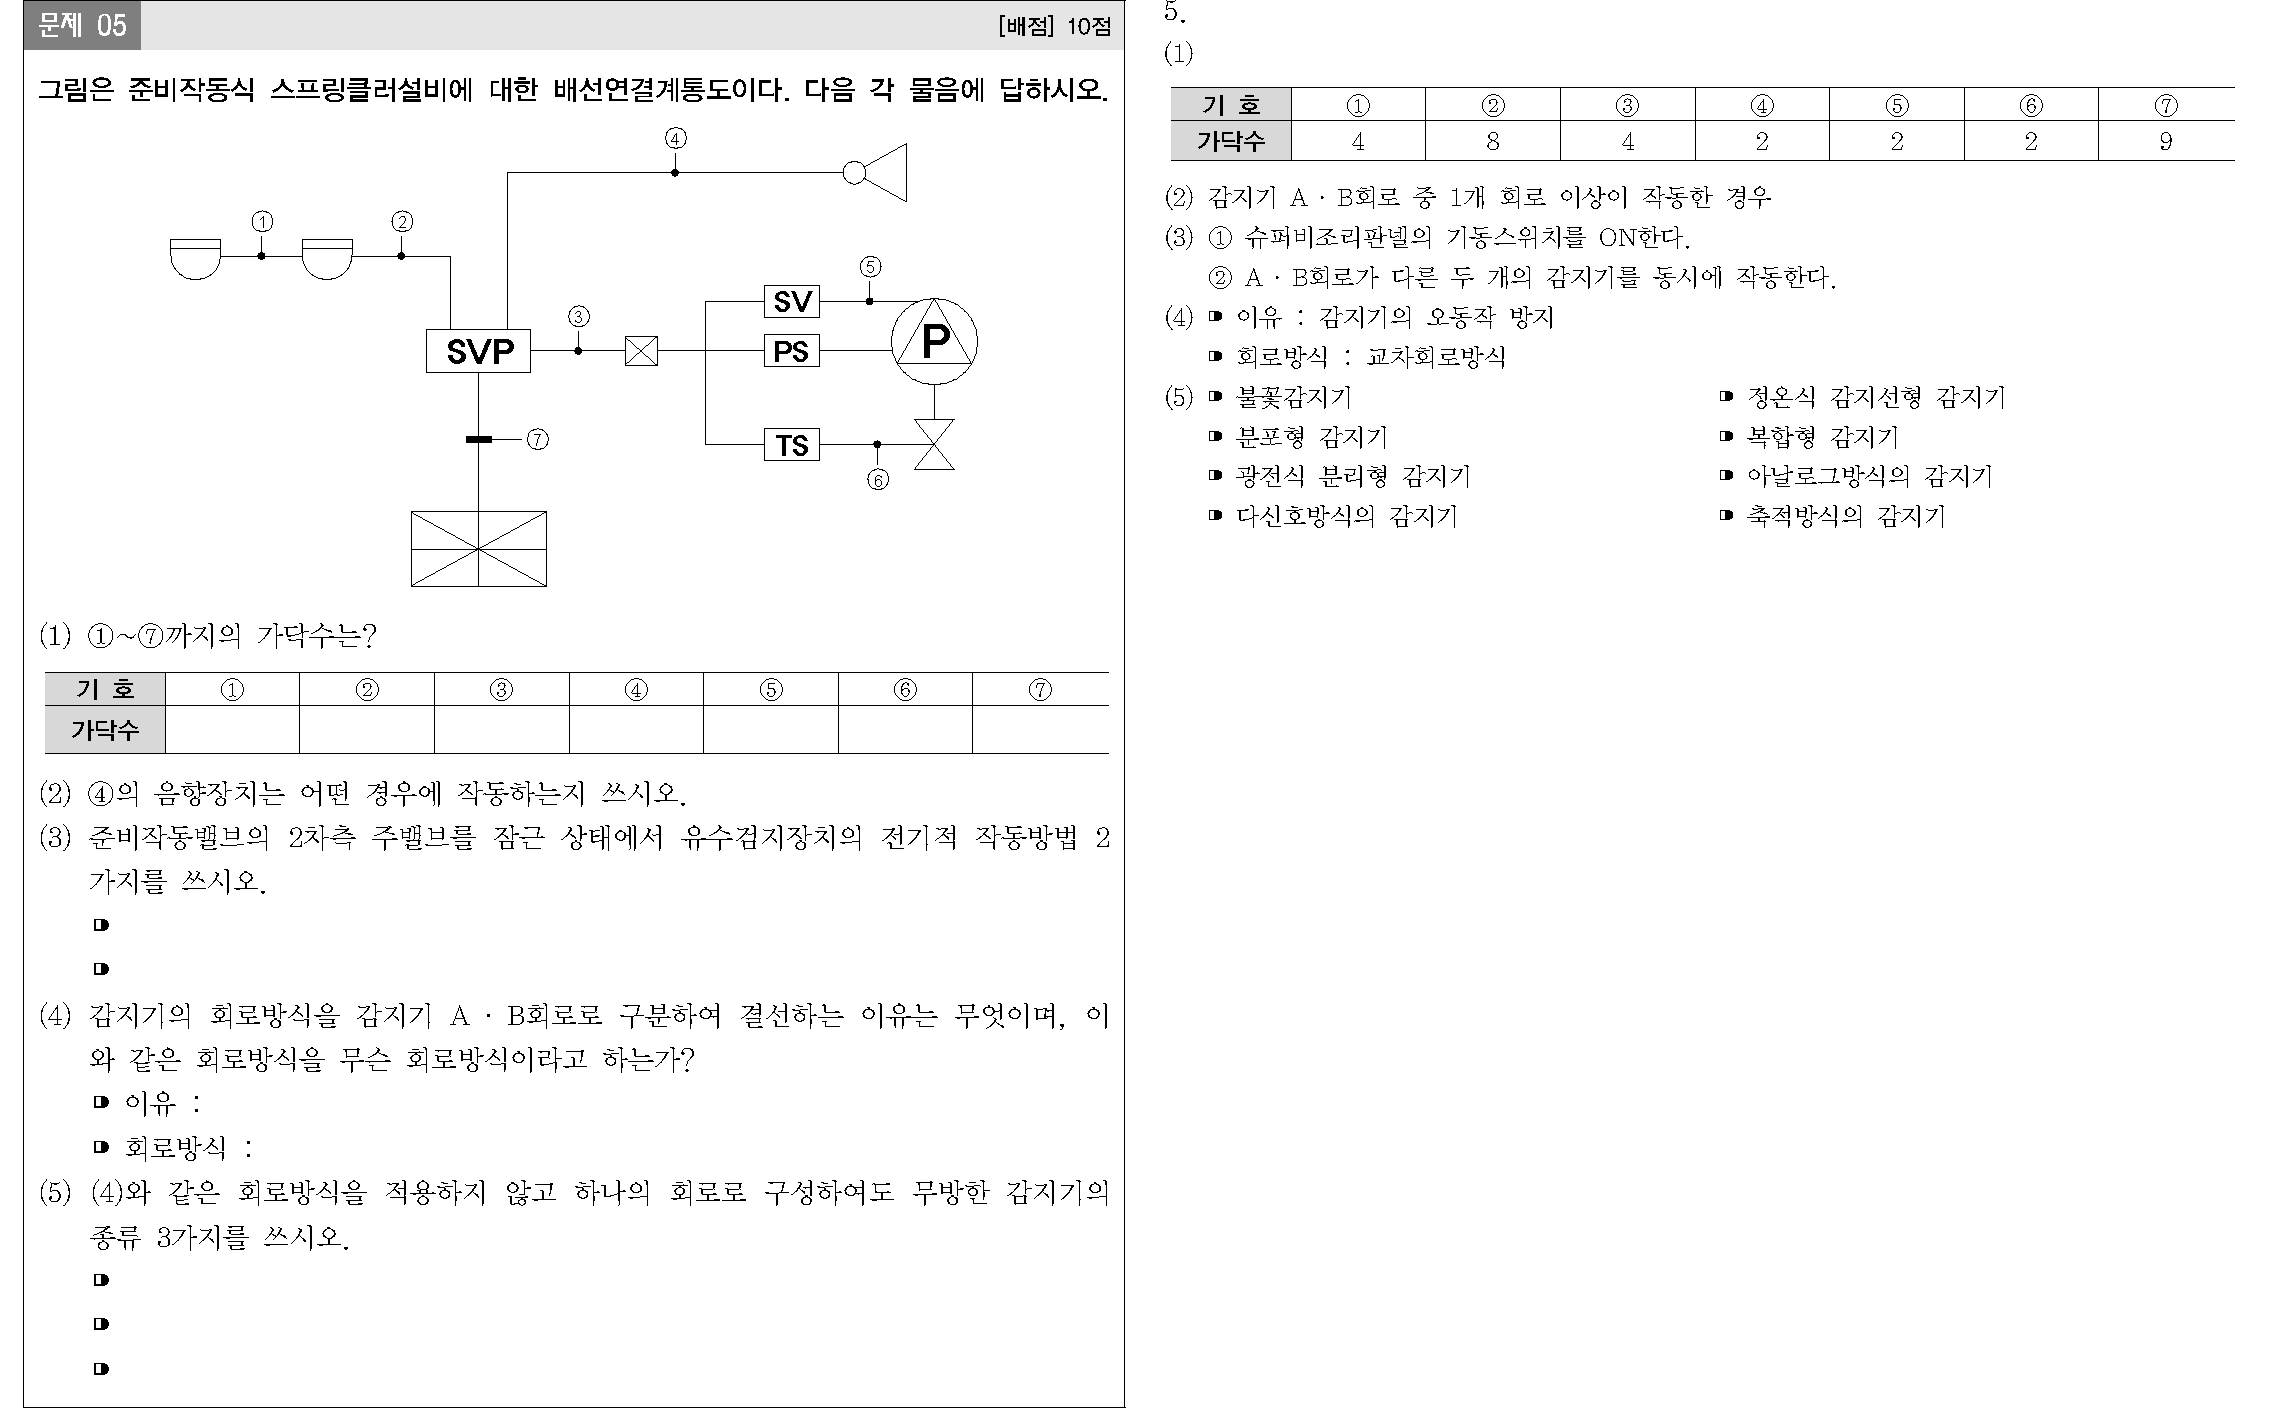 문제 05 [배점] 10점
그림은 준비작동식 스프링클러설비에 대한 배선연결계통도이다. 다음 각 물음에 답하시오.
④
① ②
⑤
SV
③
SVP
PS
P
⑦
TS
⑥
(1) ①~⑦까지의 가닥수는?
기 호 ① ② ③ ④ ⑤ ⑥ ⑦
가닥수
(2) ④의 음향장치는 어떤 경우에 작동하는지 쓰시오.
(3) 준비작동밸브의 2차측 주밸브를 잠근 상태에서 유수검지장치의 전기적 작동방법 2
가지를 쓰시오.
(4) 감지기의 회로방식을 감지기 A · B회로로 구분하여 결선하는 이유는 무엇이며, 이
와 같은 회로방식을 무슨 회로방식이라고 하는가?
이유 :
회로방식 :
(5) (4)와 같은 회로방식을 적용하지 않고 하나의 회로로 구성하여도 무방한 감지기의
종류 3가지를 쓰시오.
5.
(1)
기 호 ① ② ③ ④ ⑤ ⑥ ⑦
가닥수 4 8 4 2 2 2 9
(2) 감지기 A · B회로 중 1개 회로 이상이 작동한 경우
(3) ① 슈퍼비조리판넬의 기동스위치를 ON한다.
② A · B회로가 다른 두 개의 감지기를 동시에 작동한다.
(4) 이유 : 감지기의 오동작 방지
회로방식 : 교차회로방식
(5) 불꽃감지기 정온식 감지선형 감지기
분포형 감지기 복합형 감지기
광전식 분리형 감지기 아날로그방식의 감지기
다신호방식의 감지기 축적방식의 감지기